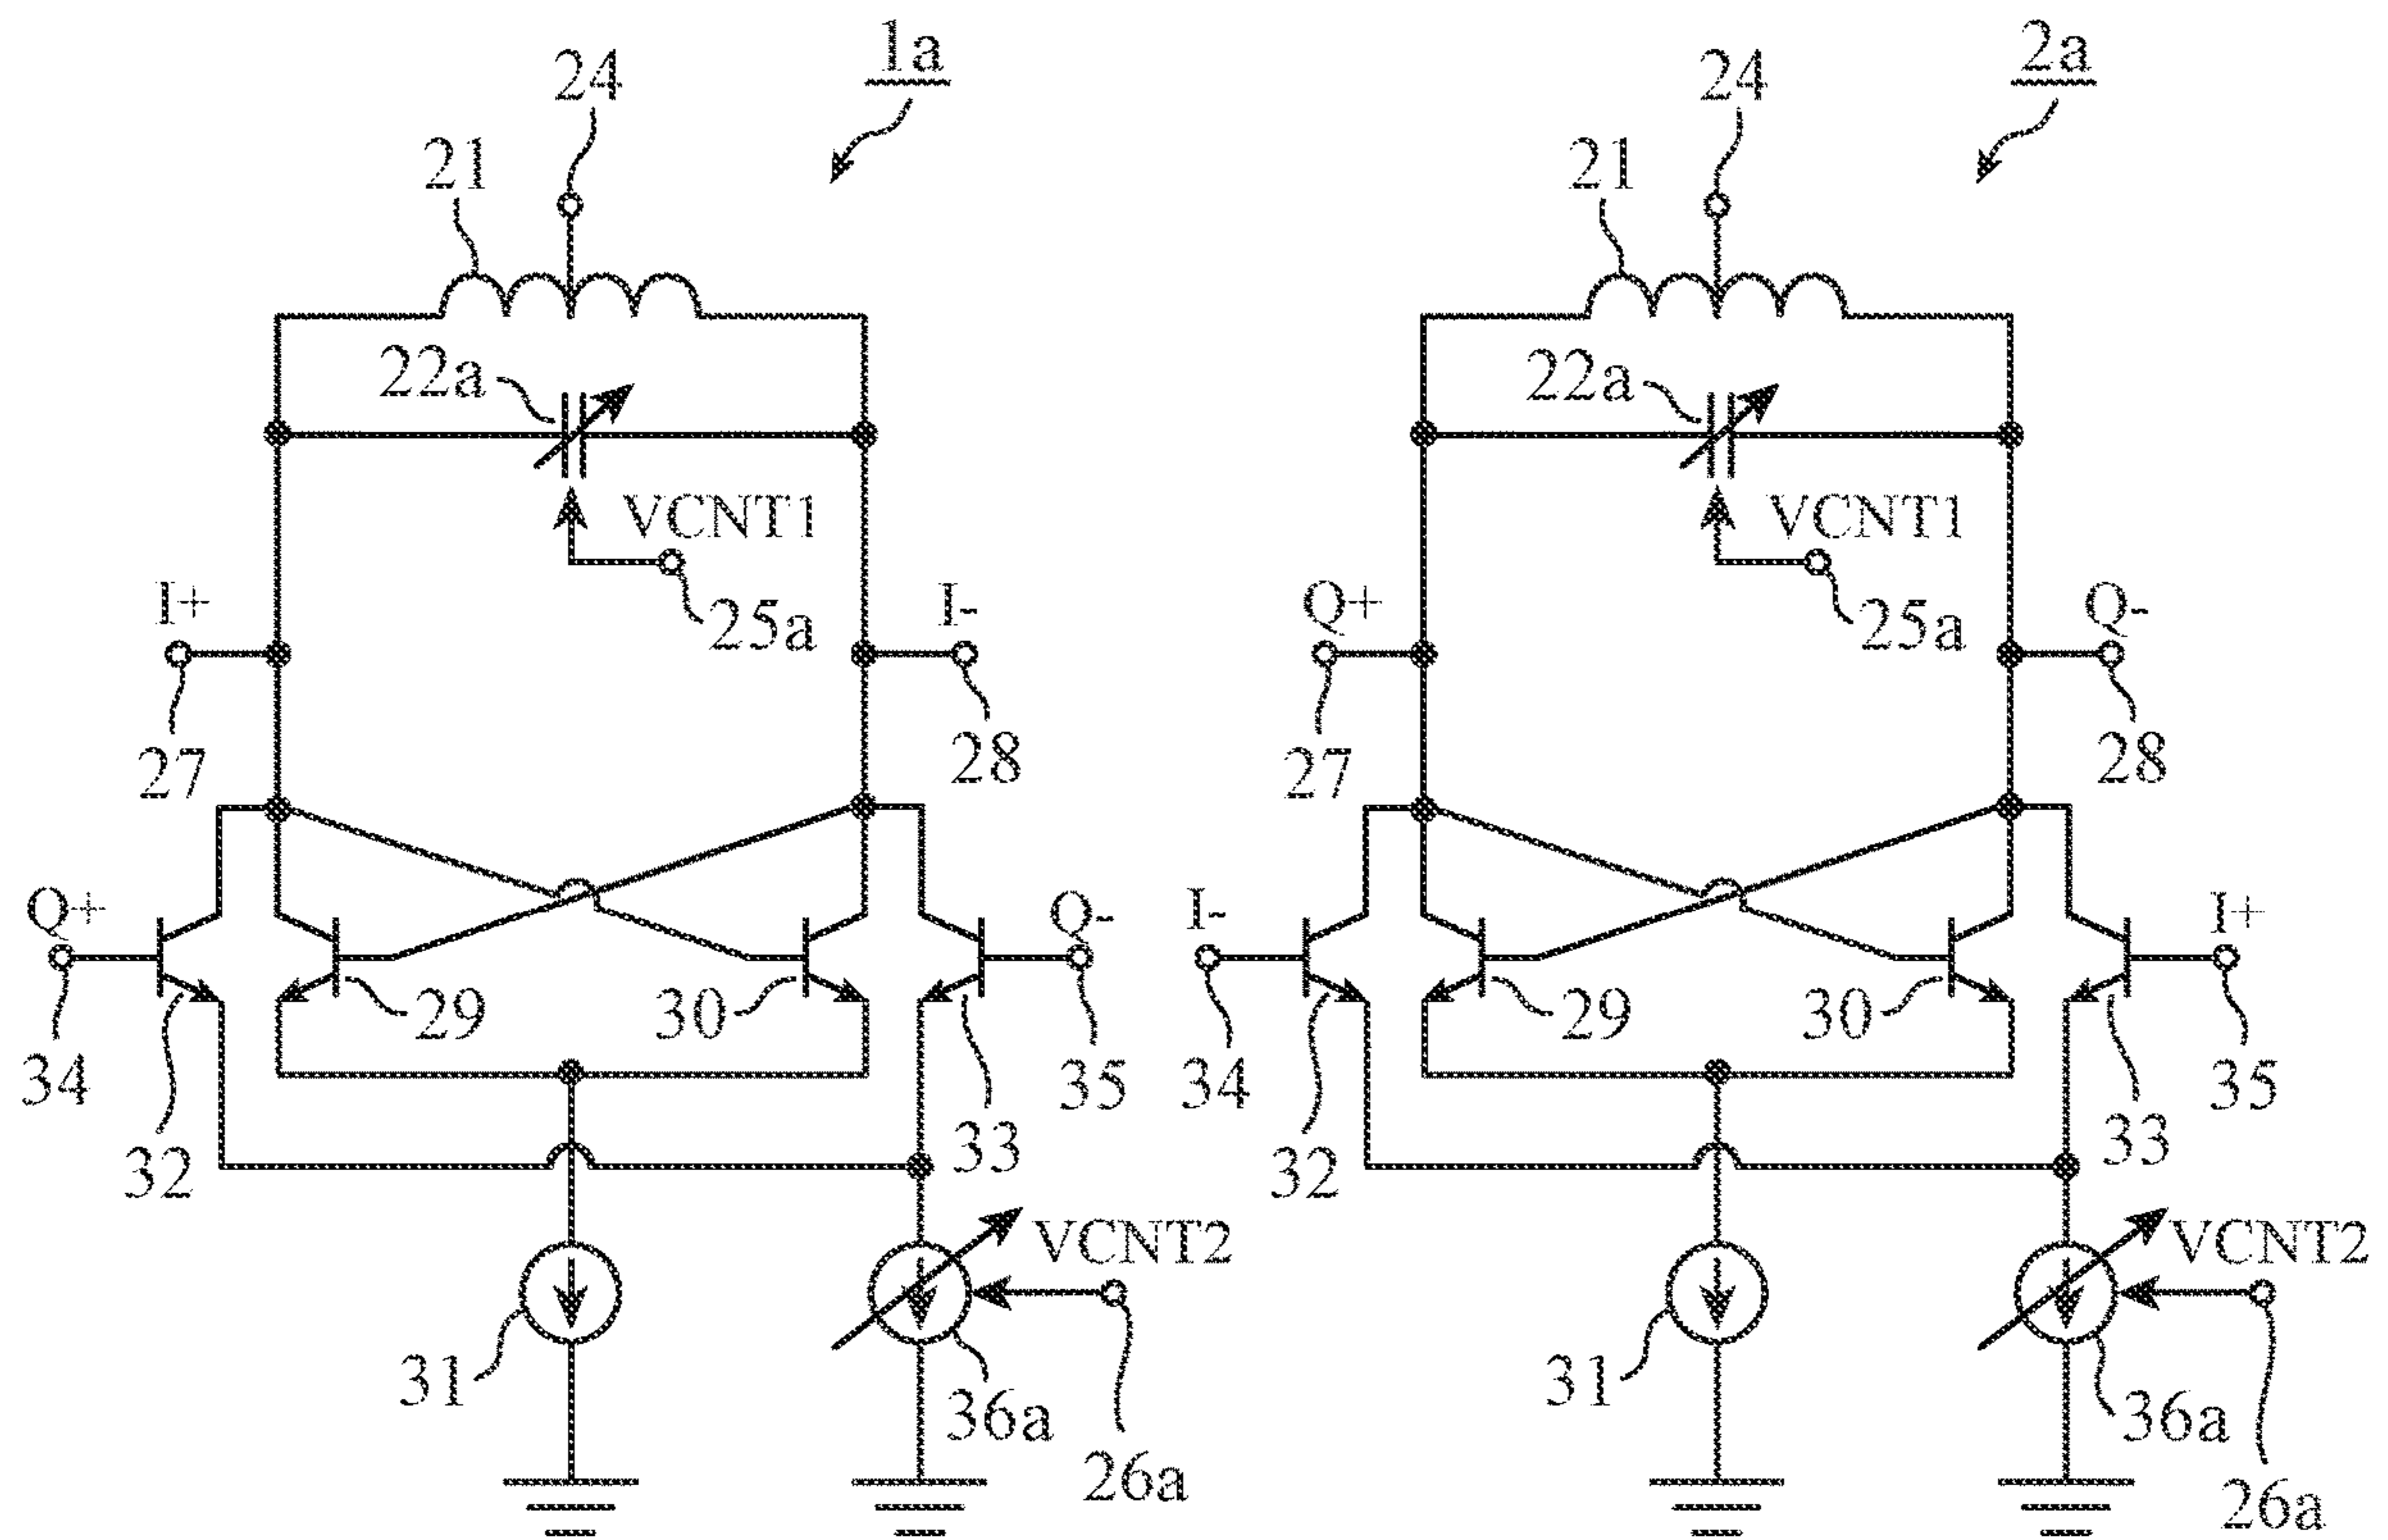 1a 2a
24 24
21 21
22a 22a
VCNT1 VCNT1
I+ I- Q+ Q-
25a 25a
27 28 27 28
Q+ Q- I- I+
29 30 29 30
34 35 34 35
32 33 32 33
VCNT2 VCNT2
31 31
36a 36a
26a 26a